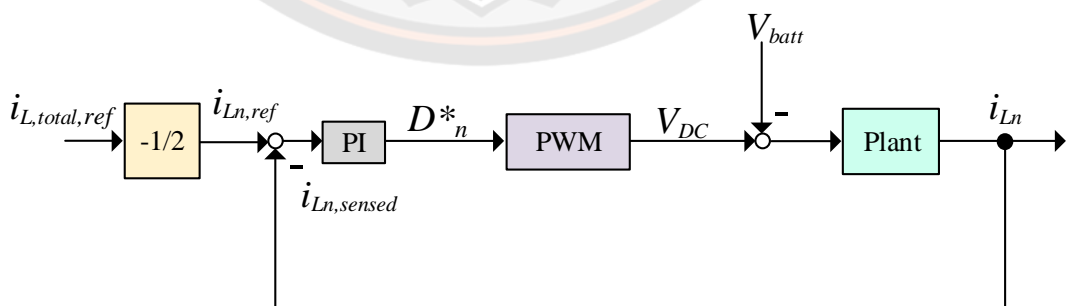 V_batt
-
i_L,total,ref
-1/2
i_Ln,ref
-
i_Ln,sensed
PI
D*_n
PWM
V_DC
Plant
i_Ln